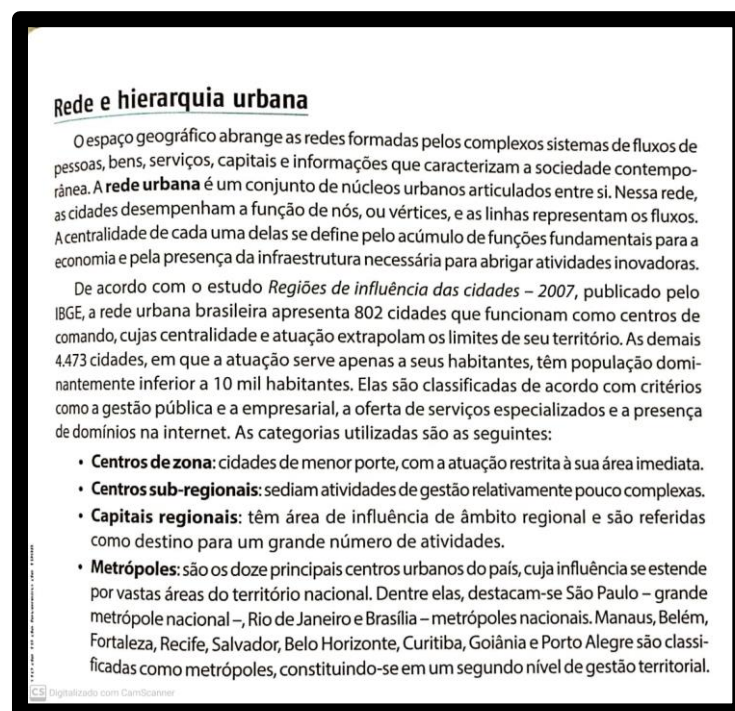 Rede e hierarquia urbana
O espaço geográfico abrange as redes formadas pelos complexos sistemas de fluxos de
pessoas, bens, serviços, capitais e informações que caracterizam a sociedade contempo-
rânea. A rede urbana é um conjunto de núcleos urbanos articulados entre si. Nessa rede,
as cidades desempenham a função de nós, ou vértices, e as linhas representam os fluxos.
A centralidade de cada uma delas se define pelo acúmulo de funções fundamentais para a
economia e pela presença da infraestrutura necessária para abrigar atividades inovadoras.
De acordo com o estudo Regiões de influência das cidades – 2007, publicado pelo
IBGE, a rede urbana brasileira apresenta 802 cidades que funcionam como centros de
comando, cujas centralidade e atuação extrapolam os limites de seu território. As demais
4.473 cidades, em que a atuação serve apenas a seus habitantes, têm população domi-
nantemente inferior a 10 mil habitantes. Elas são classificadas de acordo com critérios
como a gestão pública e a empresarial, a oferta de serviços especializados e a presença
de domínios na internet. As categorias utilizadas são as seguintes:
• Centros de zona: cidades de menor porte, com a atuação restrita à sua área imediata.
• Centros sub-regionais: sediam atividades de gestão relativamente pouco complexas.
• Capitais regionais: têm área de influência de âmbito regional e são referidas
como destino para um grande número de atividades.
• Metrópoles: são os doze principais centros urbanos do país, cuja influência se estende
por vastas áreas do território nacional. Dentre elas, destacam-se São Paulo – grande
metrópole nacional –, Rio de Janeiro e Brasília – metrópoles nacionais. Manaus, Belém,
Fortaleza, Recife, Salvador, Belo Horizonte, Curitiba, Goiânia e Porto Alegre são classi-
ficadas como metrópoles, constituindo-se em um segundo nível de gestão territorial.
CS Digitalizado com CamScanner